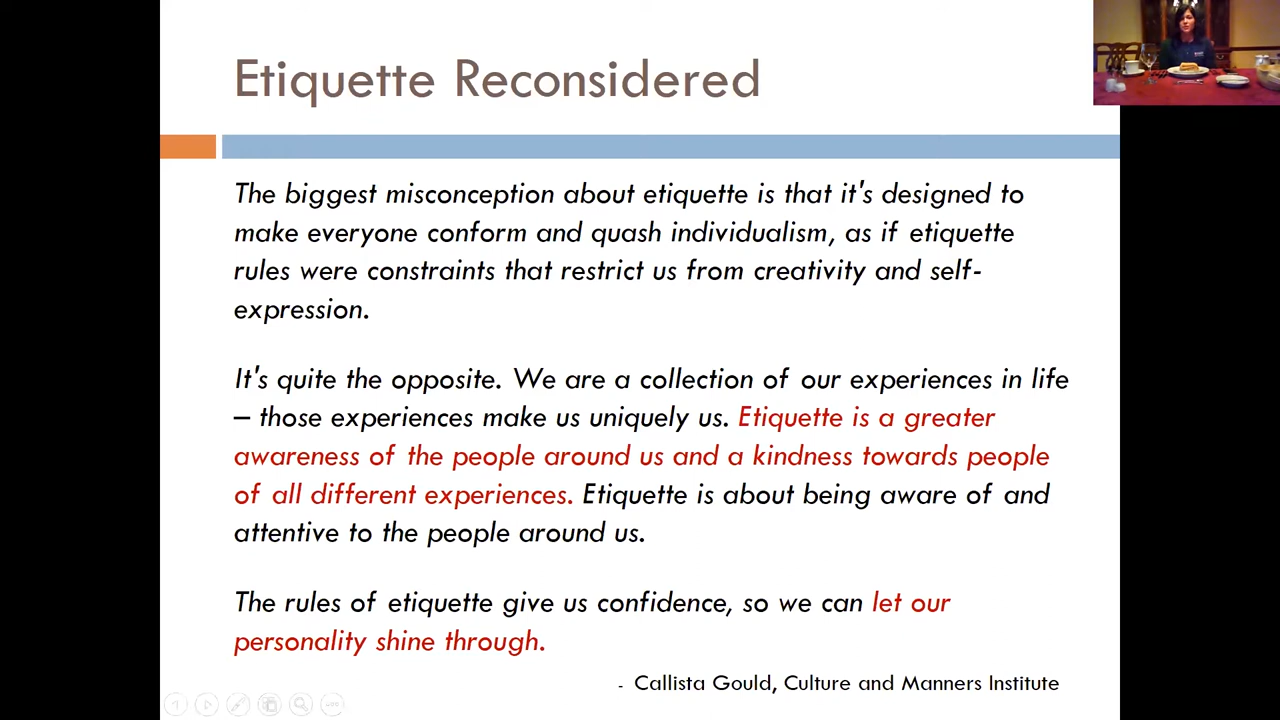 Etiquette Reconsidered
The biggest misconception about etiquette is that it's designed to
make everyone conform and quash individualism, as if etiquette
rules were constraints that restrict us from creativity and self-
expression.
It's quite the opposite. We are a collection of our experiences in life
– those experiences make us uniquely us. Etiquette is a greater
awareness of the people around us and a kindness towards people
of all different experiences. Etiquette is about being aware of and
attentive to the people around us.
The rules of etiquette give us confidence, so we can let our
personality shine through.
- Callista Gould, Culture and Manners Institute